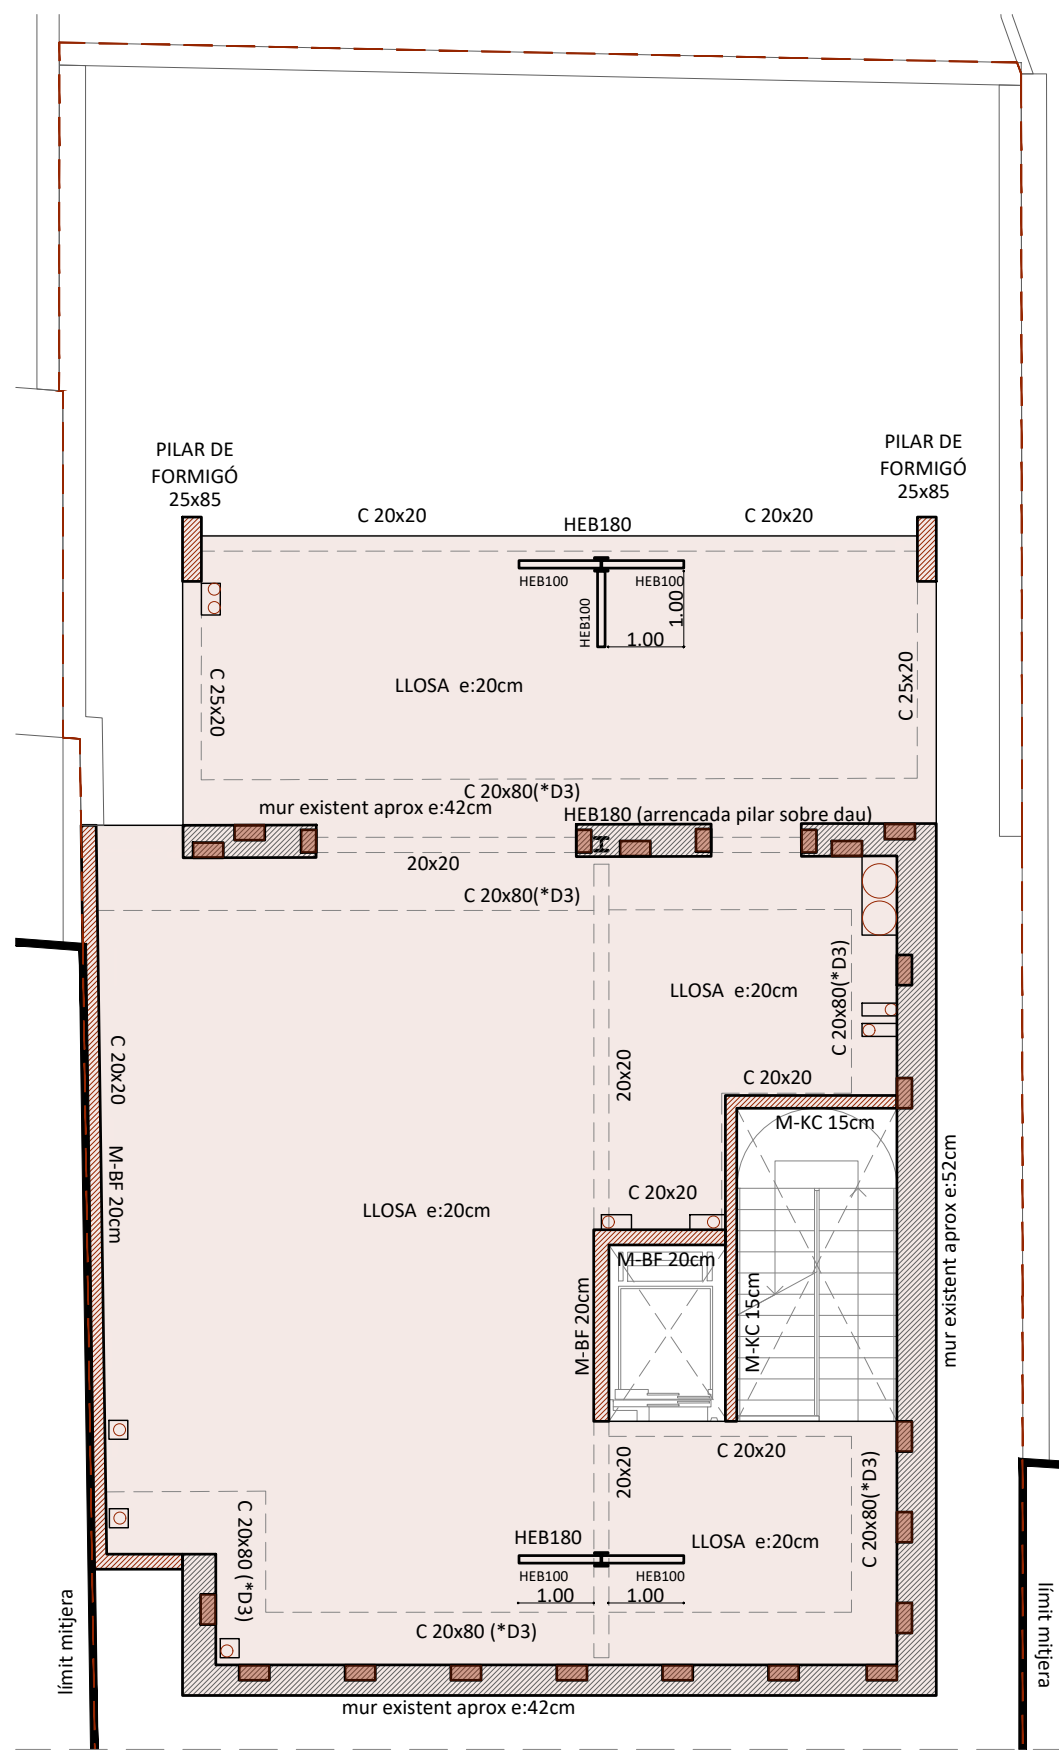 PILAR DE
FORMIGÓ
25x85
PILAR DE
FORMIGÓ
25x85
C 20x20
HEB180
C 20x20
HEB100
HEB100
HEB100
1.00
1.00
C 25x20
LLOSA e:20cm
C 25x20
C 20x80(*D3)
mur existent aprox e:42cm
HEB180 (arrencada pilar sobre dau)
20x20
C 20x80(*D3)
LLOSA e:20cm
C 20x80(*D3)
C 20x20
20x20
C 20x20
M-KC 15cm
M-BF 20cm
mur existent aprox e:52cm
C 20x20
LLOSA e:20cm
M-BF 20cm
M-BF 20cm
M-KC 15cm
20x20
C 20x20
C 20x80(*D3)
C 20x80 (*D3)
HEB180
LLOSA e:20cm
HEB100
HEB100
1.00
1.00
C 20x80 (*D3)
límit mitjera
límit mitjera
mur existent aprox e:42cm